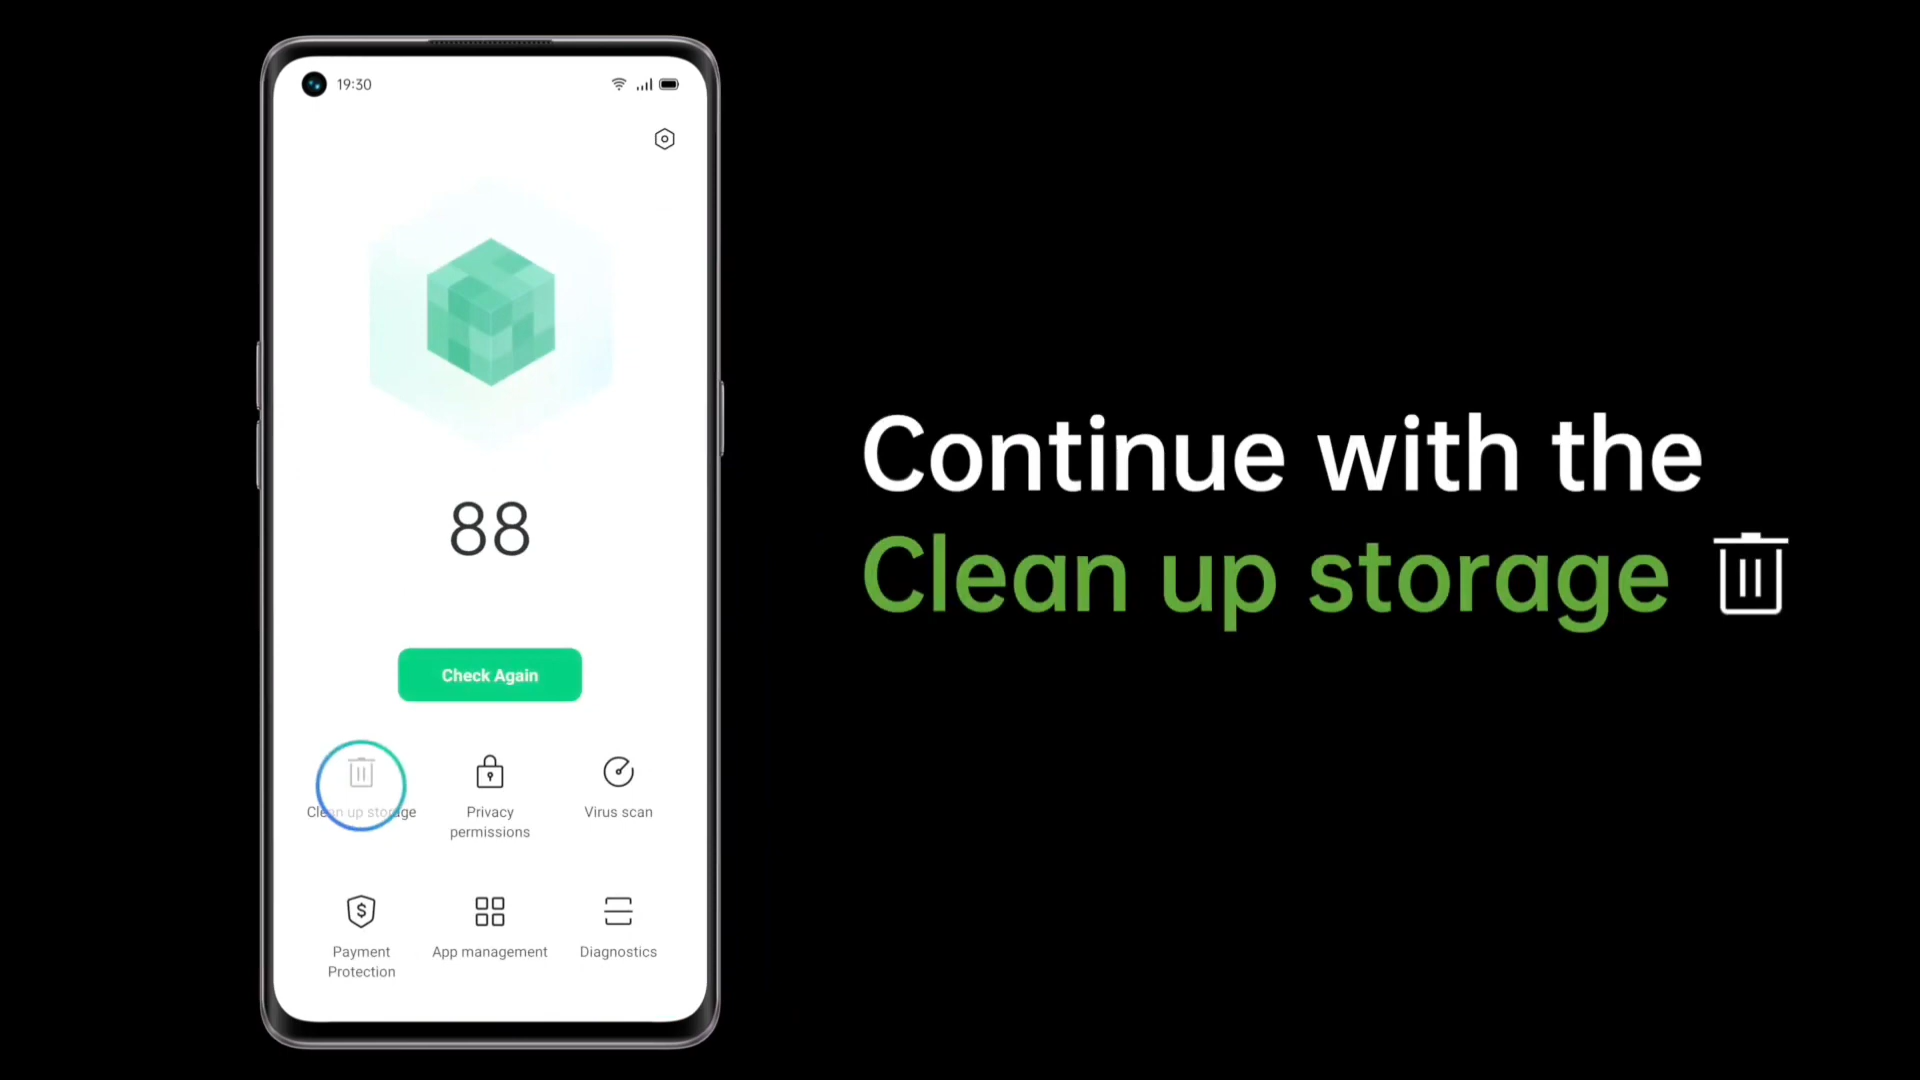 19:30
88
Check Again
Clean up storage
Privacy
permissions
Virus scan
Payment
Protection
App management
Diagnostics
Continue with the
Clean up storage